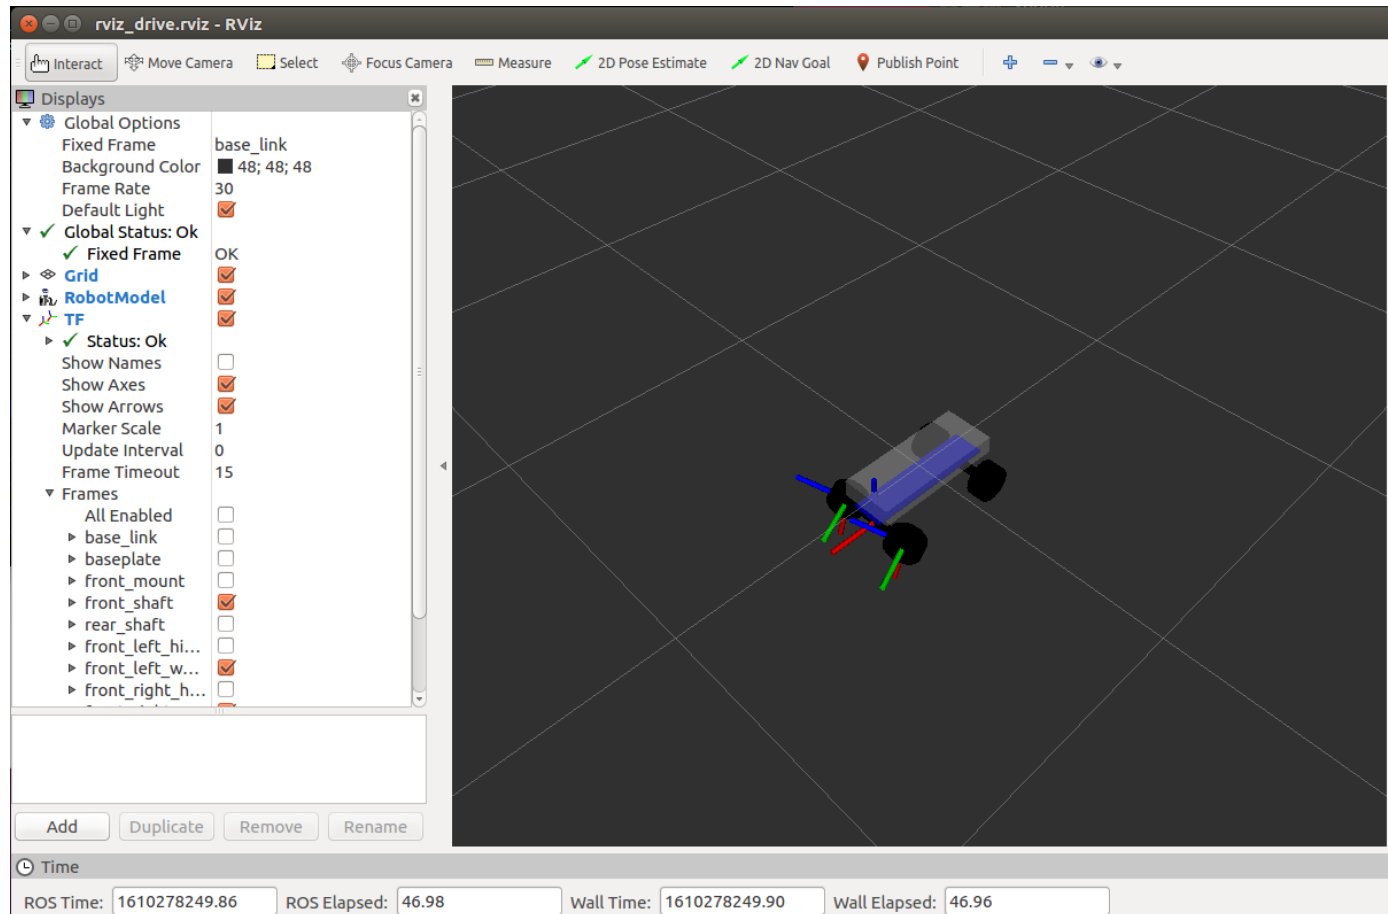 rviz_drive.rviz - RViz
Interact Move Camera Select Focus Camera Measure 2D Pose Estimate 2D Nav Goal Publish Point
Displays
Global Options
Fixed Frame base_link
Background Color 48; 48; 48
Frame Rate 30
Default Light
Global Status: Ok
Fixed Frame OK
Grid
RobotModel
TF
Status: Ok
Show Names
Show Axes
Show Arrows
Marker Scale 1
Update Interval 0
Frame Timeout 15
Frames
All Enabled
base_link
baseplate
front_mount
front_shaft
rear_shaft
front_left_hi...
front_left_w...
front_right_h...
Add Duplicate Remove Rename
Time
ROS Time: 1610278249.86 ROS Elapsed: 46.98 Wall Time: 1610278249.90 Wall Elapsed: 46.96